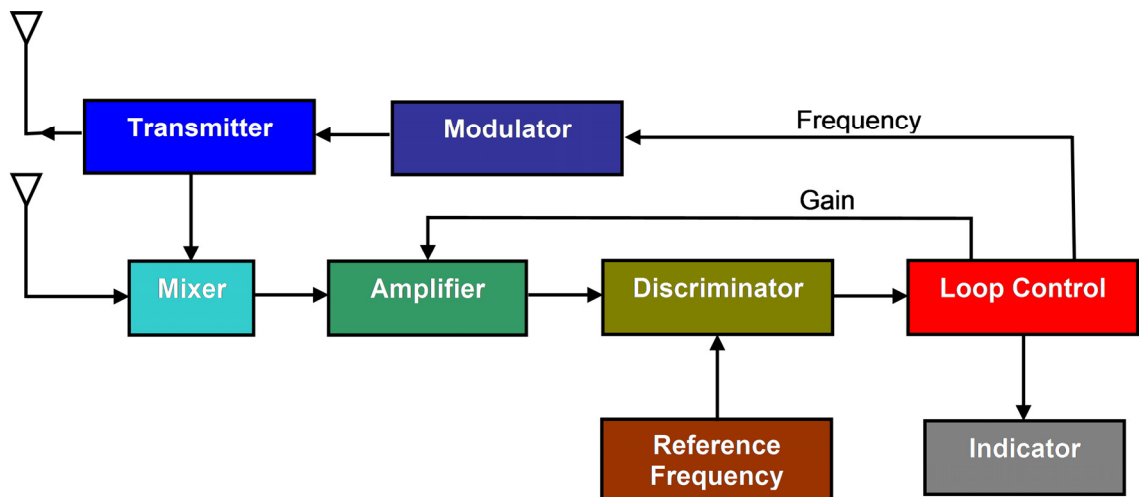 Transmitter
Modulator
Frequency
Gain
Mixer
Amplifier
Discriminator
Loop Control
Reference
Frequency
Indicator